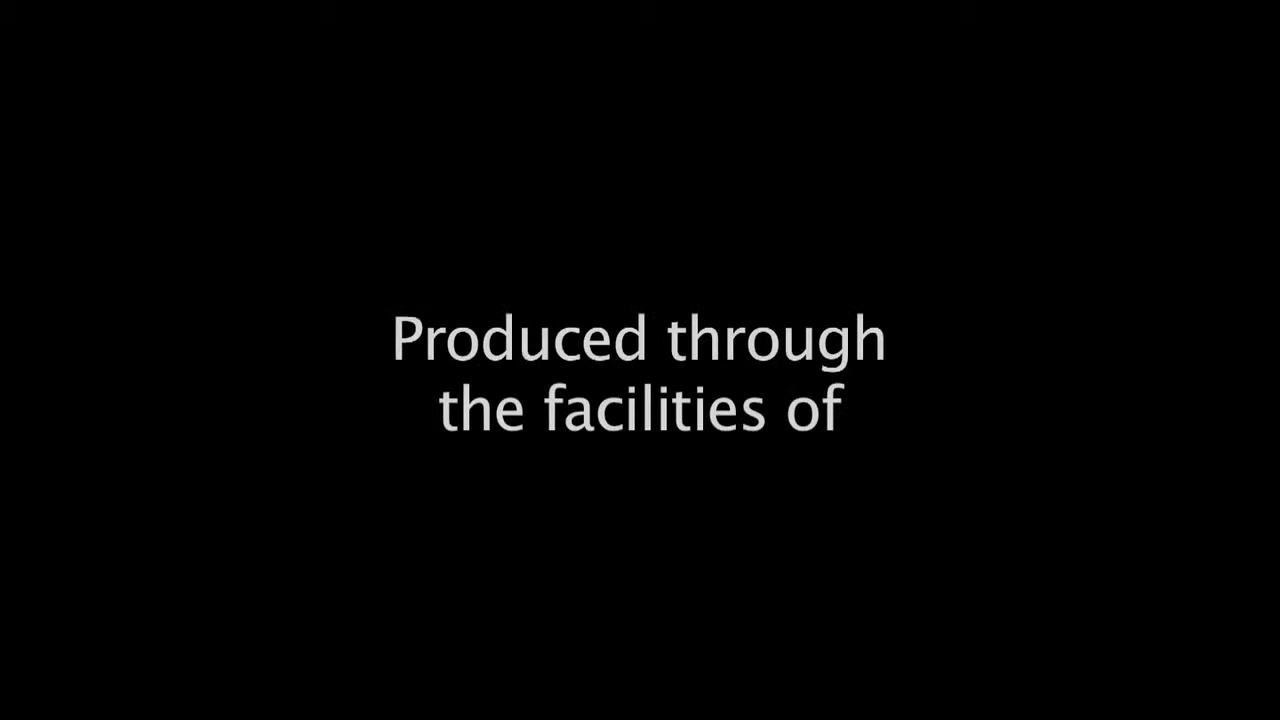 Produced through
the facilities of